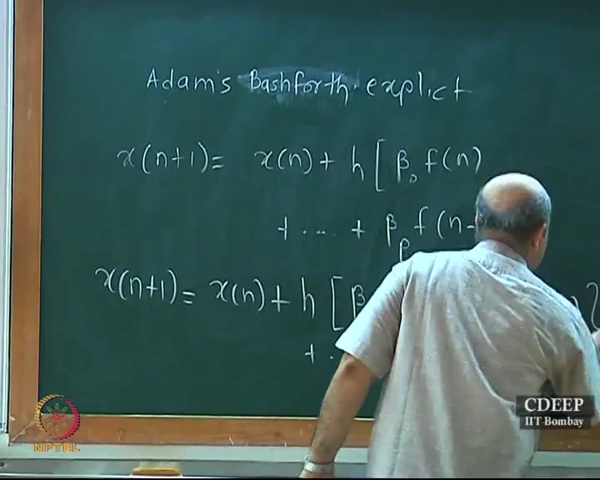 Adam's Bashforth explict
x(n+1) = x(n) + h [ β₀ f(n)
+ ... + βₚ f(n-
x(n+1) = x(n) + h [ β
+ .
CDEEP
IIT Bombay
NPTEL